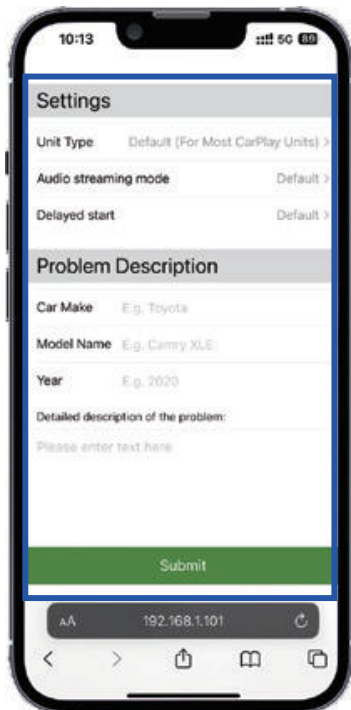 10:13 5G 80
Settings
Unit Type Default (For Most CarPlay Units) >
Audio streaming mode Default >
Delayed start Default >
Problem Description
Car Make E.g. Toyota
Model Name E.g. Camry XLE
Year E.g. 2020
Detailed description of the problem:
Please enter text here
Submit
AA 192.168.1.101